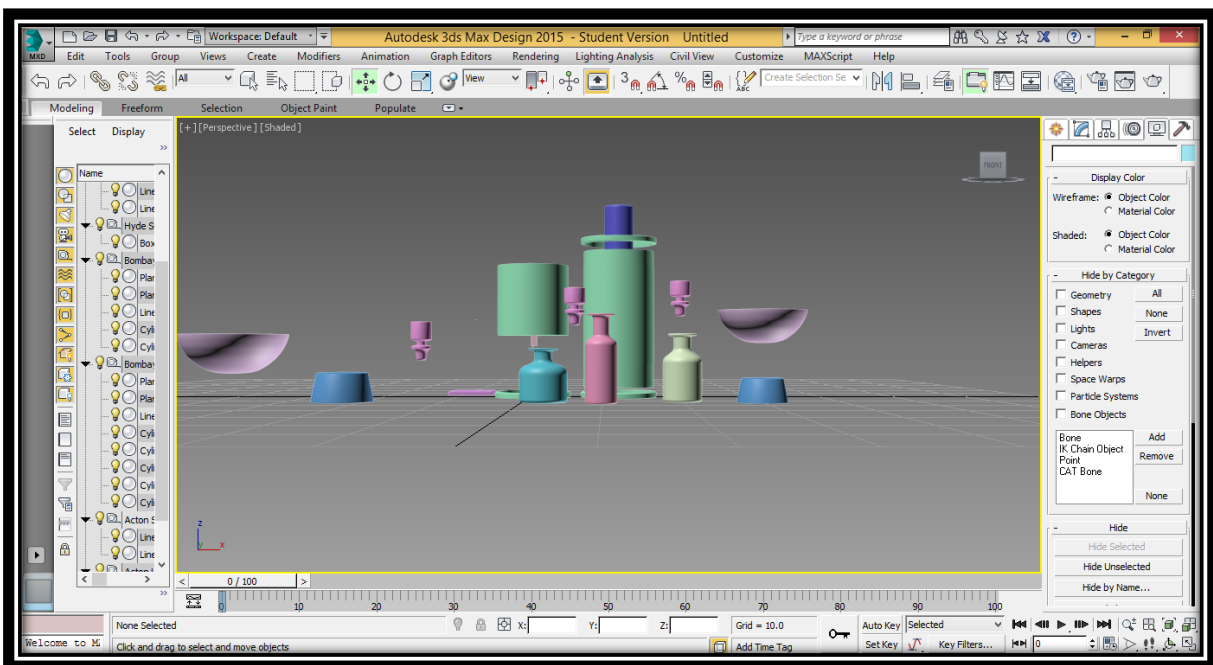 Workspace: Default
Autodesk 3ds Max Design 2015 - Student Version Untitled
Type a keyword or phrase
MXD Edit Tools Group Views Create Modifiers Animation Graph Editors Rendering Lighting Analysis Civil View Customize MAXScript Help
All View 3 Create Selection Se
Modeling Freeform Selection Object Paint Populate
Select Display
[+] [Perspective] [Shaded]
FRONT
Name
Line
Line
Hyde S
Box
Bombay
Plan
Plan
Line
Cyli
Cyli
Bombay
Plan
Plan
Line
Cyli
Cyli
Cyli
Cyli
Cyli
Acton S
Line
Line
z
y x
Display Color
Wireframe: Object Color
Material Color
Shaded: Object Color
Material Color
Hide by Category
Geometry All
Shapes None
Lights Invert
Cameras
Helpers
Space Warps
Particle Systems
Bone Objects
Bone Add
IK Chain Object Remove
Point
CAT Bone
None
Hide
Hide Selected
Hide Unselected
Hide by Name...
0 / 100
0 10 20 30 40 50 60 70 80 90 100
None Selected X: Y: Z: Grid = 10.0 Auto Key Selected
Welcome to M Click and drag to select and move objects Add Time Tag Set Key Key Filters... 0